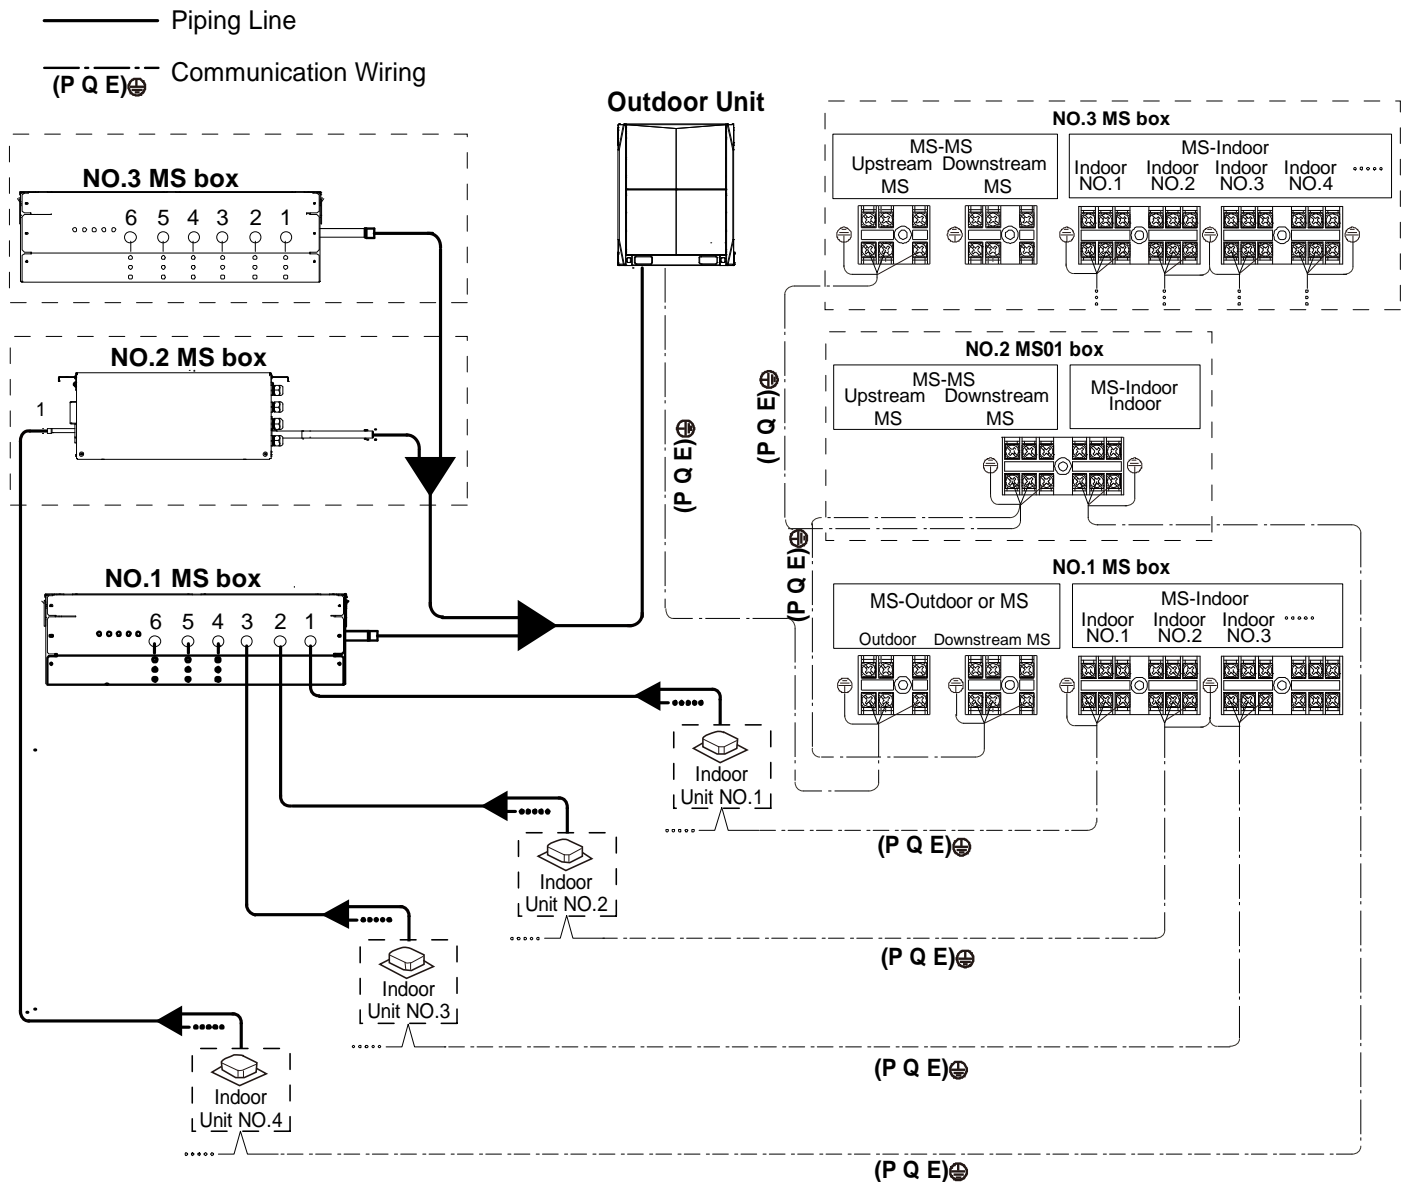 Piping Line
(P Q E) Communication Wiring
Outdoor Unit
NO.3 MS box
6 5 4 3 2 1
NO.2 MS box
1
NO.1 MS box
6 5 4 3 2 1
Indoor
Unit NO.1
Indoor
Unit NO.2
Indoor
Unit NO.3
Indoor
Unit NO.4
(P Q E)
(P Q E)
(P Q E)
NO.3 MS box
MS-MS
Upstream Downstream
MS MS
MS-Indoor
Indoor Indoor Indoor Indoor
NO.1 NO.2 NO.3 NO.4
NO.2 MS01 box
MS-MS
Upstream Downstream
MS MS
MS-Indoor
Indoor
NO.1 MS box
MS-Outdoor or MS
Outdoor Downstream MS
MS-Indoor
Indoor Indoor Indoor
NO.1 NO.2 NO.3
(P Q E)
(P Q E)
(P Q E)
(P Q E)